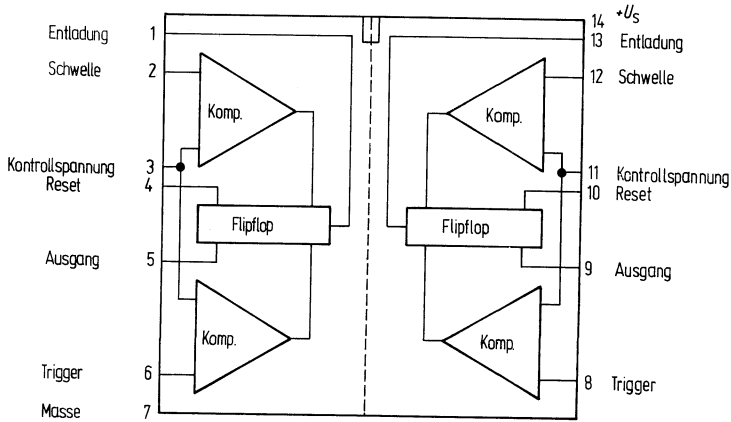 14 +US
Entladung 1
13 Entladung
Schwelle 2
12 Schwelle
Komp.
Komp.
Kontrollspannung 3
11 Kontrollspannung
Reset 4
10 Reset
Flipflop
Flipflop
Ausgang 5
9 Ausgang
Komp.
Komp.
Trigger 6
8 Trigger
Masse 7